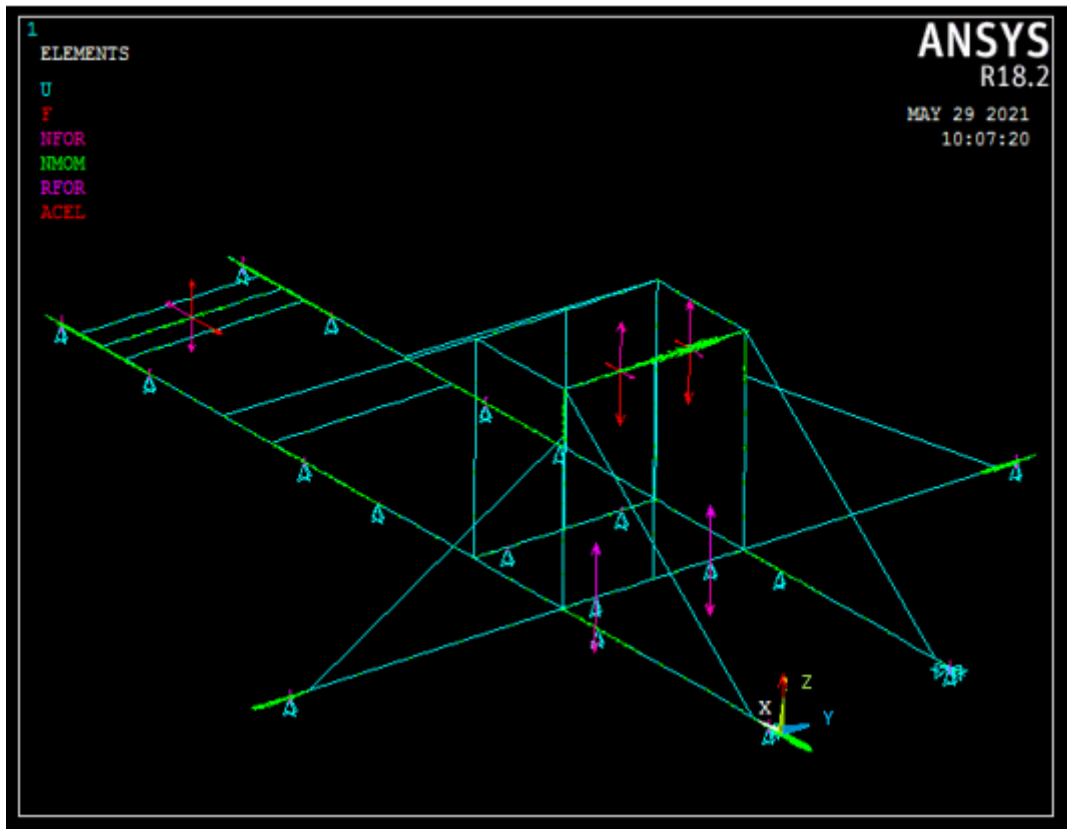 1
ELEMENTS
U
F
NFOR
NMOM
RFOR
ACEL
ANSYS
R18.2
MAY 29 2021
10:07:20
Z
X
Y